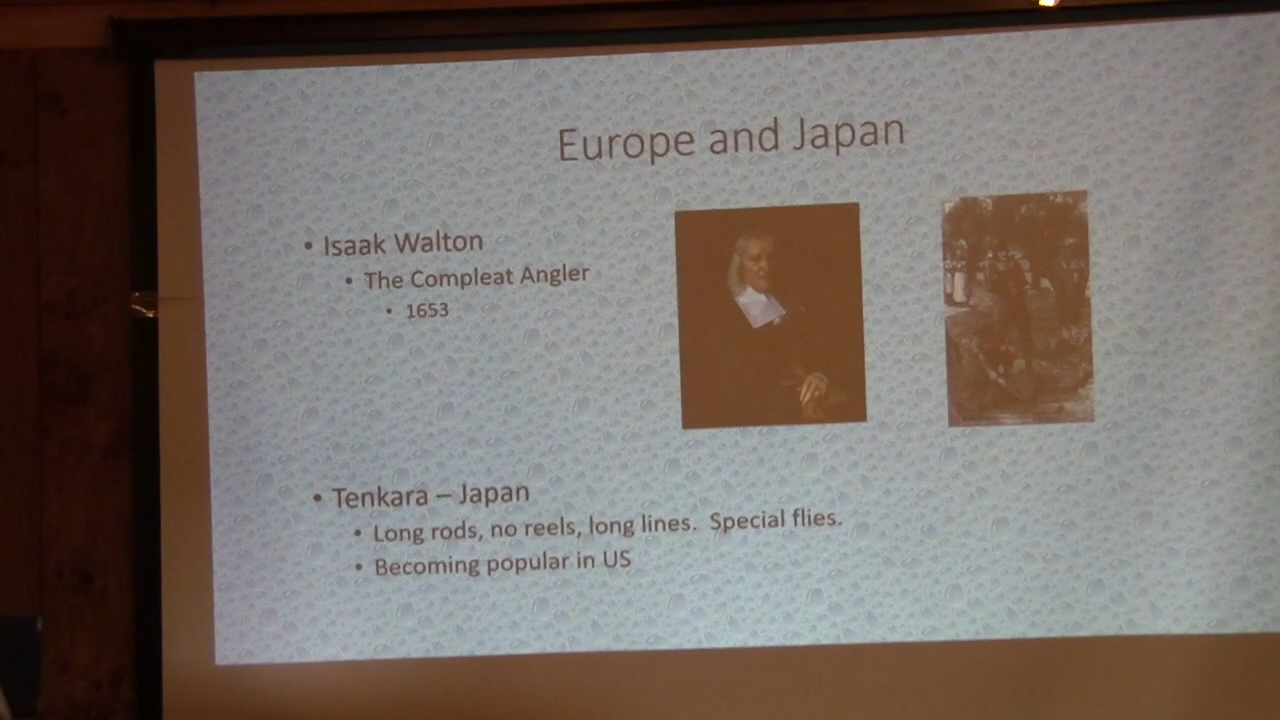 Europe and Japan
• Isaak Walton
• The Compleat Angler
• 1653
• Tenkara – Japan
• Long rods, no reels, long lines.  Special flies.
• Becoming popular in US